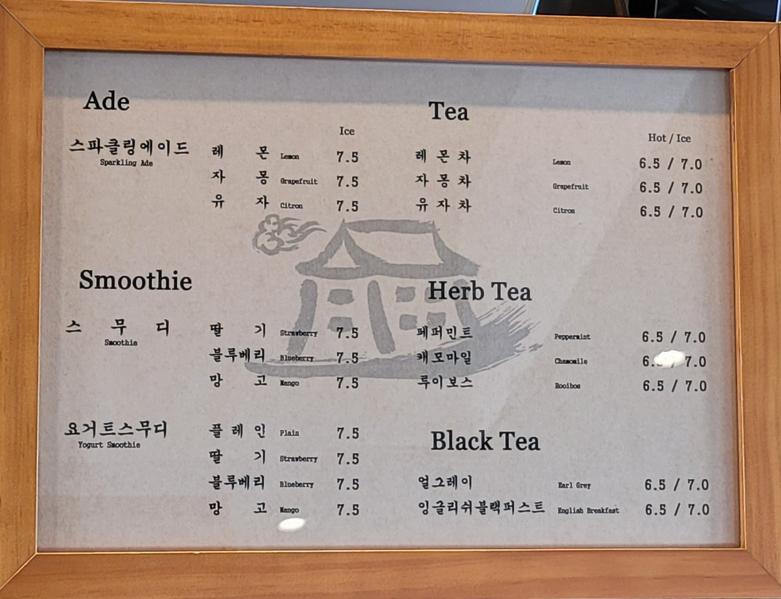 Ade
Ice
스파클링에이드 레 몬 Lemon 7.5
Sparkling Ade
자 몽 Grapefruit 7.5
유 자 Citron 7.5
Smoothie
스 무 디 딸 기 Strawberry 7.5
Smoothie
블루베리 Blueberry 7.5
망 고 Mango 7.5
요거트스무디 플 레 인 Plain 7.5
Yogurt Smoothie
딸 기 Strawberry 7.5
블루베리 Blueberry 7.5
망 고 Mango 7.5
Tea
Hot / Ice
레 몬 차 Lemon 6.5 / 7.0
자 몽 차 Grapefruit 6.5 / 7.0
유 자 차 Citron 6.5 / 7.0
Herb Tea
페퍼민트 Peppermint 6.5 / 7.0
캐모마일 Chamomile 6. / 7.0
루이보스 Rooibos 6.5 / 7.0
Black Tea
얼그레이 Earl Grey 6.5 / 7.0
잉글리쉬블랙퍼스트 English Breakfast 6.5 / 7.0